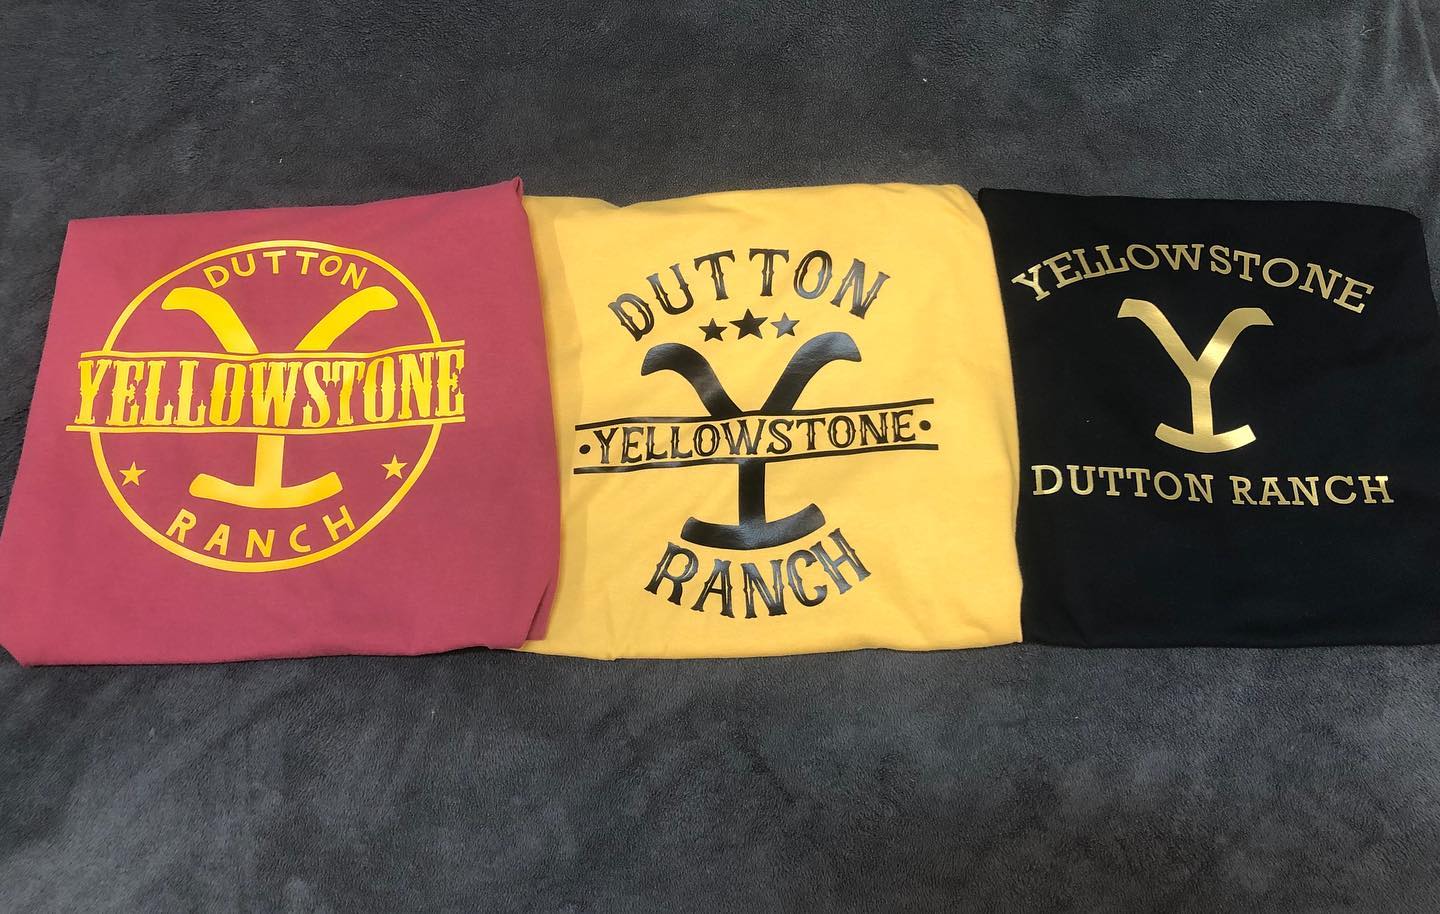 DUTTON
YELLOWSTONE
RANCH
DUTTON
·YELLOWSTONE·
RANCH
YELLOWSTONE
Y
DUTTON RANCH